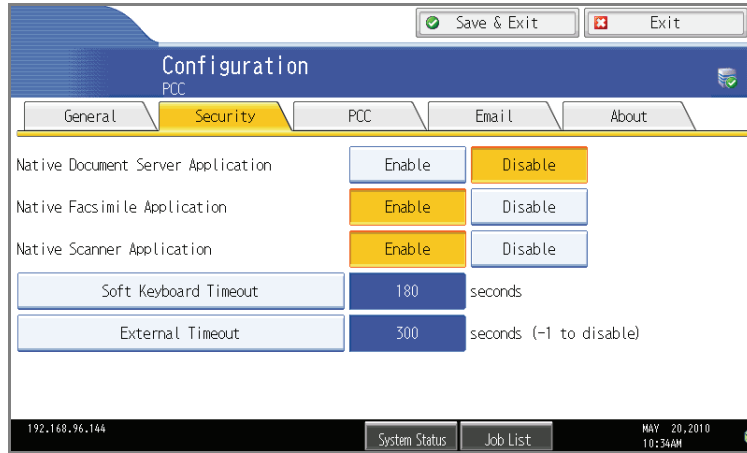 Save & Exit Exit
Configuration
PCC
General Security PCC Email About
Native Document Server Application Enable Disable
Native Facsimile Application Enable Disable
Native Scanner Application Enable Disable
Soft Keyboard Timeout 180 seconds
External Timeout 300 seconds (-1 to disable)
192.168.96.144 System Status Job List MAY 20,2010
10:34AM